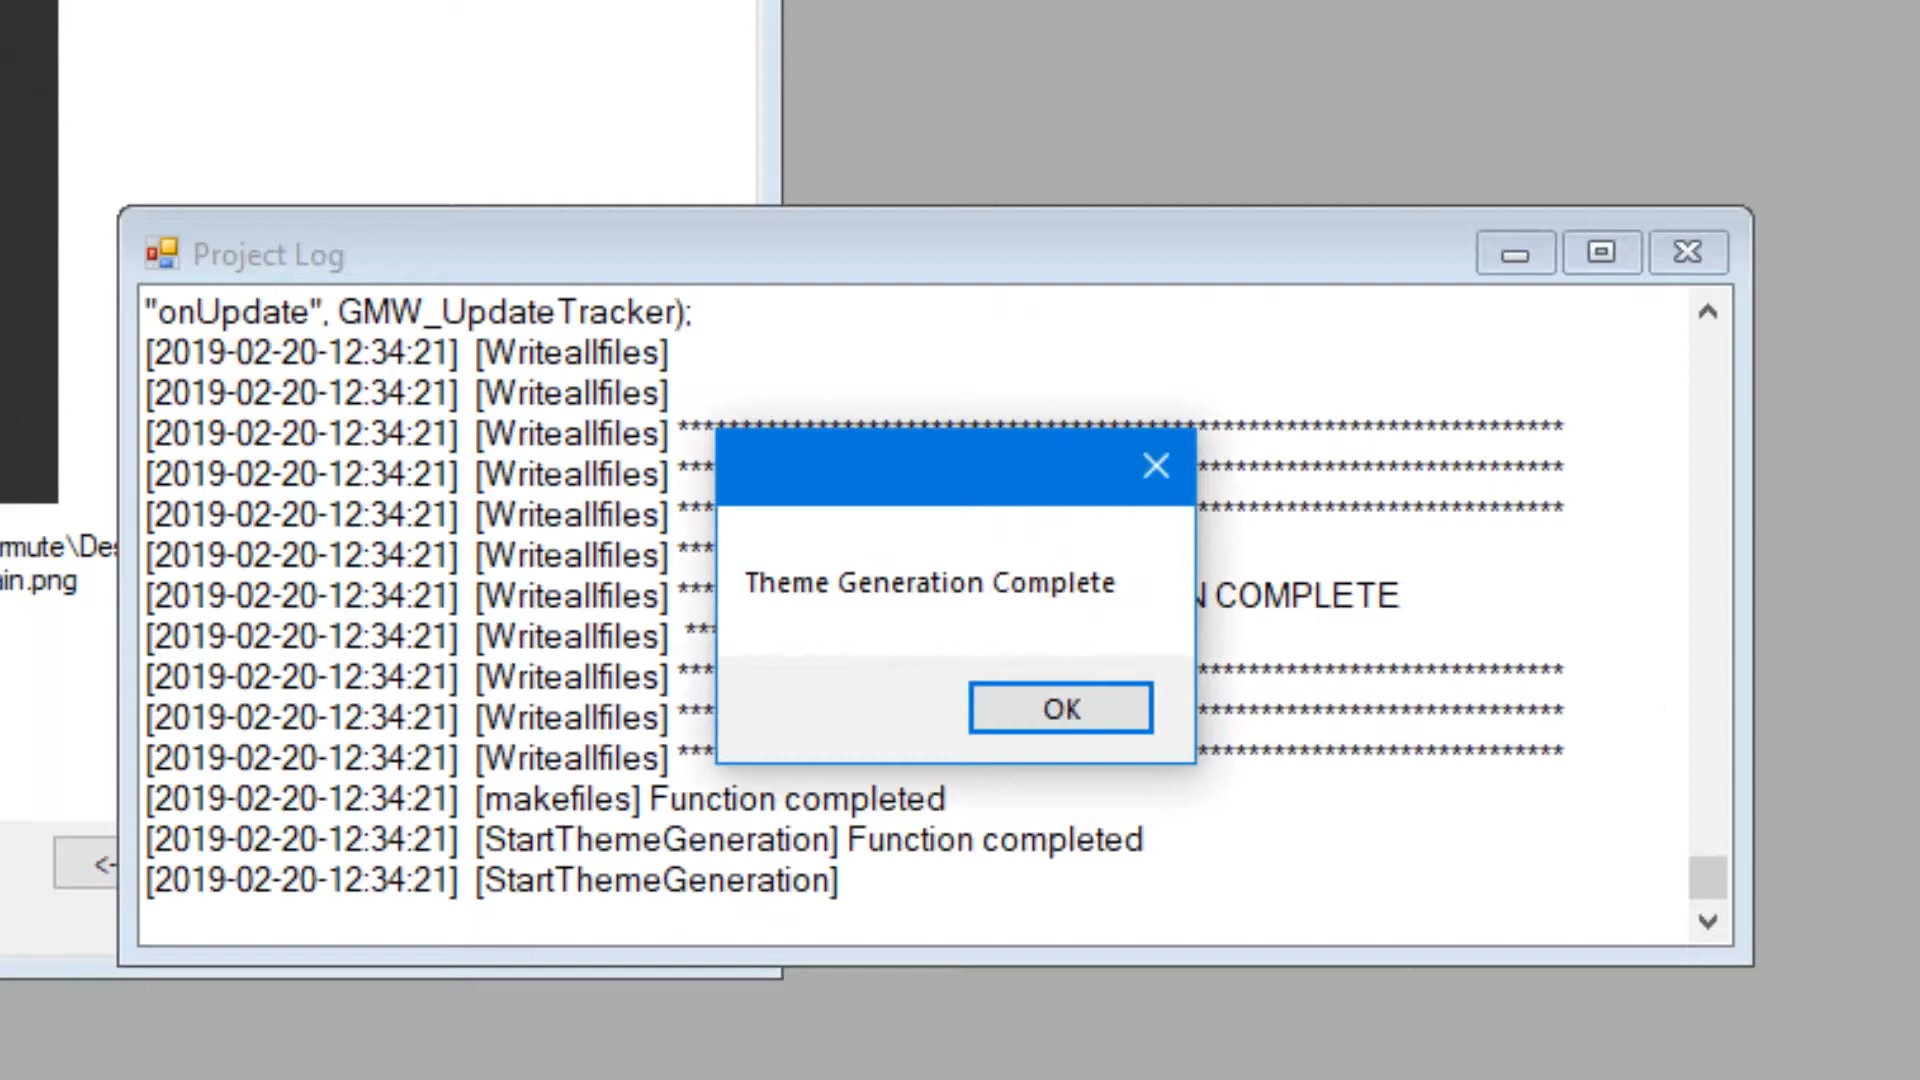 Project Log
"onUpdate", GMW_UpdateTracker);
[2019-02-20-12:34:21] [Writeallfiles]
[2019-02-20-12:34:21] [Writeallfiles]
[2019-02-20-12:34:21] [Writeallfiles] ****************************************************************************************
[2019-02-20-12:34:21] [Writeallfiles] ****************************************************************************************
[2019-02-20-12:34:21] [Writeallfiles] ****************************************************************************************
[2019-02-20-12:34:21] [Writeallfiles] ***
[2019-02-20-12:34:21] [Writeallfiles] *** COMPLETE
[2019-02-20-12:34:21] [Writeallfiles] ***
[2019-02-20-12:34:21] [Writeallfiles] ****************************************************************************************
[2019-02-20-12:34:21] [Writeallfiles] ****************************************************************************************
[2019-02-20-12:34:21] [Writeallfiles] ****************************************************************************************
[2019-02-20-12:34:21] [makefiles] Function completed
[2019-02-20-12:34:21] [StartThemeGeneration] Function completed
[2019-02-20-12:34:21] [StartThemeGeneration]
Theme Generation Complete
OK
rmute\Des
ain.png
<-